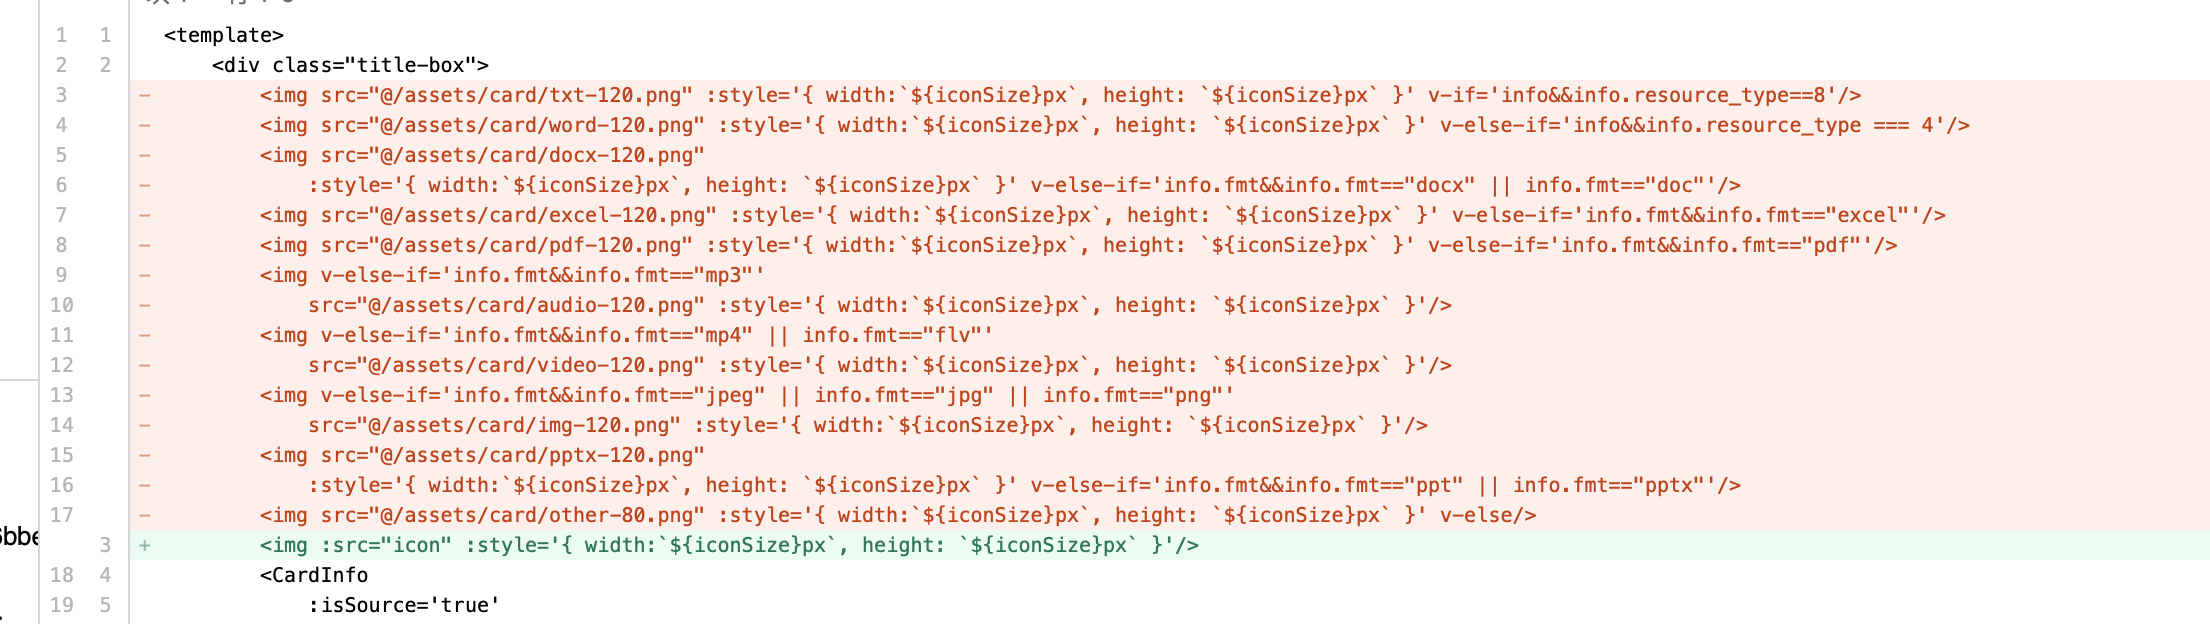 1 1 <template>
2 2 <div class="title-box">
3 - <img src="@/assets/card/txt-120.png" :style='{ width:`${iconSize}px`, height: `${iconSize}px` }' v-if='info&&info.resource_type==8'/>
4 - <img src="@/assets/card/word-120.png" :style='{ width:`${iconSize}px`, height: `${iconSize}px` }' v-else-if='info&&info.resource_type === 4'/>
5 - <img src="@/assets/card/docx-120.png"
6 - :style='{ width:`${iconSize}px`, height: `${iconSize}px` }' v-else-if='info.fmt&&info.fmt=="docx" || info.fmt=="doc"'/>
7 - <img src="@/assets/card/excel-120.png" :style='{ width:`${iconSize}px`, height: `${iconSize}px` }' v-else-if='info.fmt&&info.fmt=="excel"'/>
8 - <img src="@/assets/card/pdf-120.png" :style='{ width:`${iconSize}px`, height: `${iconSize}px` }' v-else-if='info.fmt&&info.fmt=="pdf"'/>
9 - <img v-else-if='info.fmt&&info.fmt=="mp3"'
10 - src="@/assets/card/audio-120.png" :style='{ width:`${iconSize}px`, height: `${iconSize}px` }'/>
11 - <img v-else-if='info.fmt&&info.fmt=="mp4" || info.fmt=="flv"'
12 - src="@/assets/card/video-120.png" :style='{ width:`${iconSize}px`, height: `${iconSize}px` }'/>
13 - <img v-else-if='info.fmt&&info.fmt=="jpeg" || info.fmt=="jpg" || info.fmt=="png"'
14 - src="@/assets/card/img-120.png" :style='{ width:`${iconSize}px`, height: `${iconSize}px` }'/>
15 - <img src="@/assets/card/pptx-120.png"
16 - :style='{ width:`${iconSize}px`, height: `${iconSize}px` }' v-else-if='info.fmt&&info.fmt=="ppt" || info.fmt=="pptx"'/>
17 - <img src="@/assets/card/other-80.png" :style='{ width:`${iconSize}px`, height: `${iconSize}px` }' v-else/>
3 + <img :src="icon" :style='{ width:`${iconSize}px`, height: `${iconSize}px` }'/>
18 4 <CardInfo
19 5 :isSource='true'